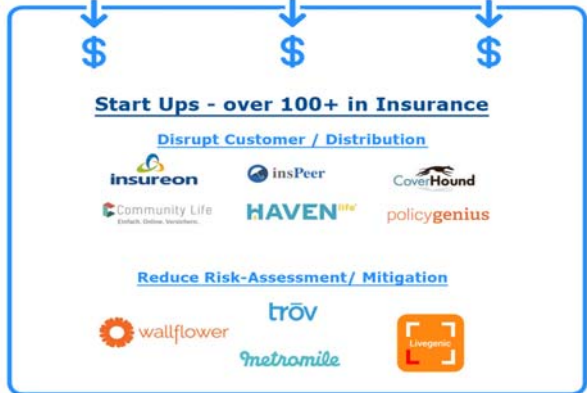 $ $ $
Start Ups - over 100+ in Insurance
Disrupt Customer / Distribution
insureon insPeer CoverHound
Community Life HAVEN life policygenius
Einfach. Online. Versichert.
Reduce Risk-Assessment/ Mitigation
trōv
wallflower Livegenic
metromile